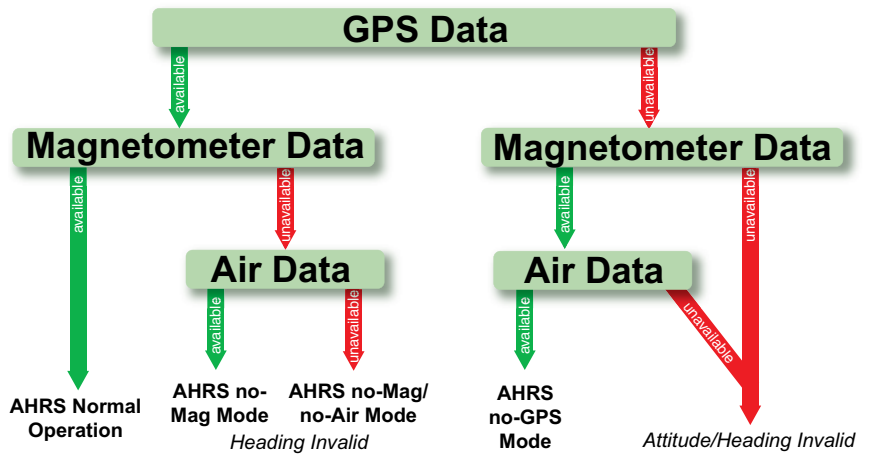 GPS Data
available
unavailable
Magnetometer Data
Magnetometer Data
available
unavailable
available
unavailable
Air Data
Air Data
available
unavailable
available
unavailable
AHRS Normal
Operation
AHRS no-
Mag Mode
AHRS no-Mag/
no-Air Mode
Heading Invalid
AHRS
no-GPS
Mode
Attitude/Heading Invalid